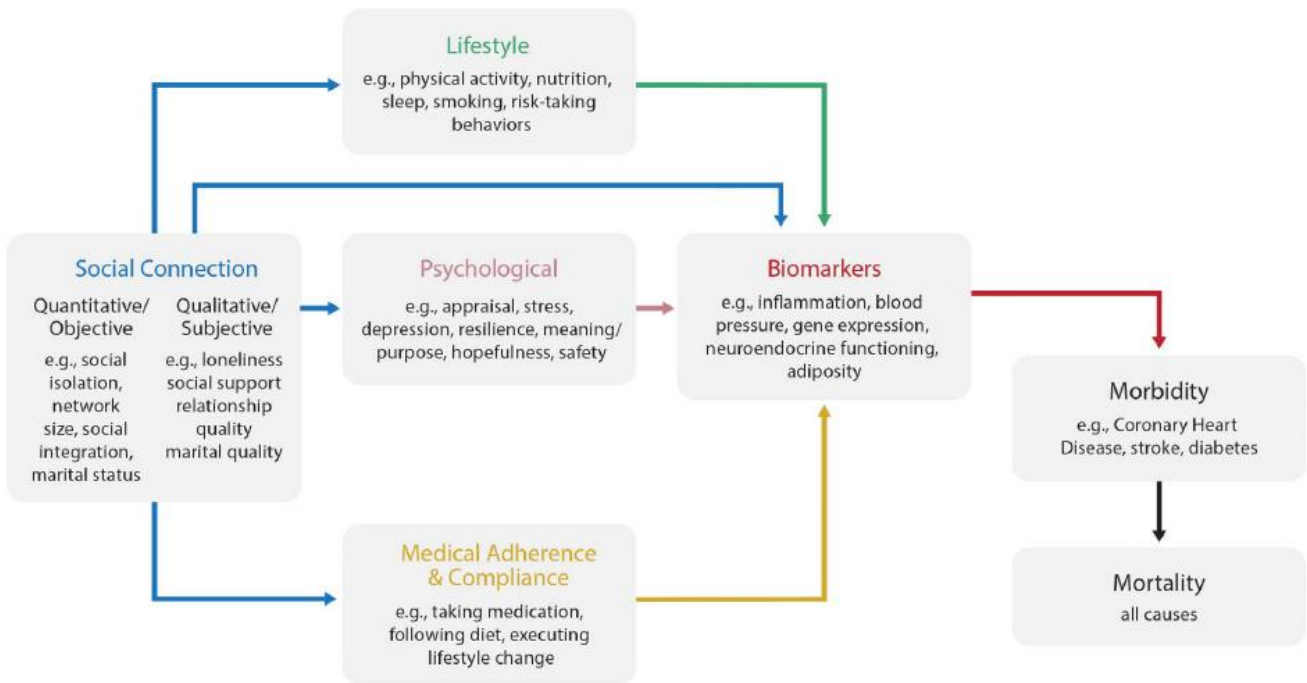 Lifestyle
e.g., physical activity, nutrition,
sleep, smoking, risk-taking
behaviors
Social Connection
Quantitative/
Objective
e.g., social
isolation,
network
size, social
integration,
marital status
Qualitative/
Subjective
e.g., loneliness
social support
relationship
quality
marital quality
Psychological
e.g., appraisal, stress,
depression, resilience, meaning/
purpose, hopefulness, safety
Biomarkers
e.g., inflammation, blood
pressure, gene expression,
neuroendocrine functioning,
adiposity
Medical Adherence
& Compliance
e.g., taking medication,
following diet, executing
lifestyle change
Morbidity
e.g., Coronary Heart
Disease, stroke, diabetes
Mortality
all causes